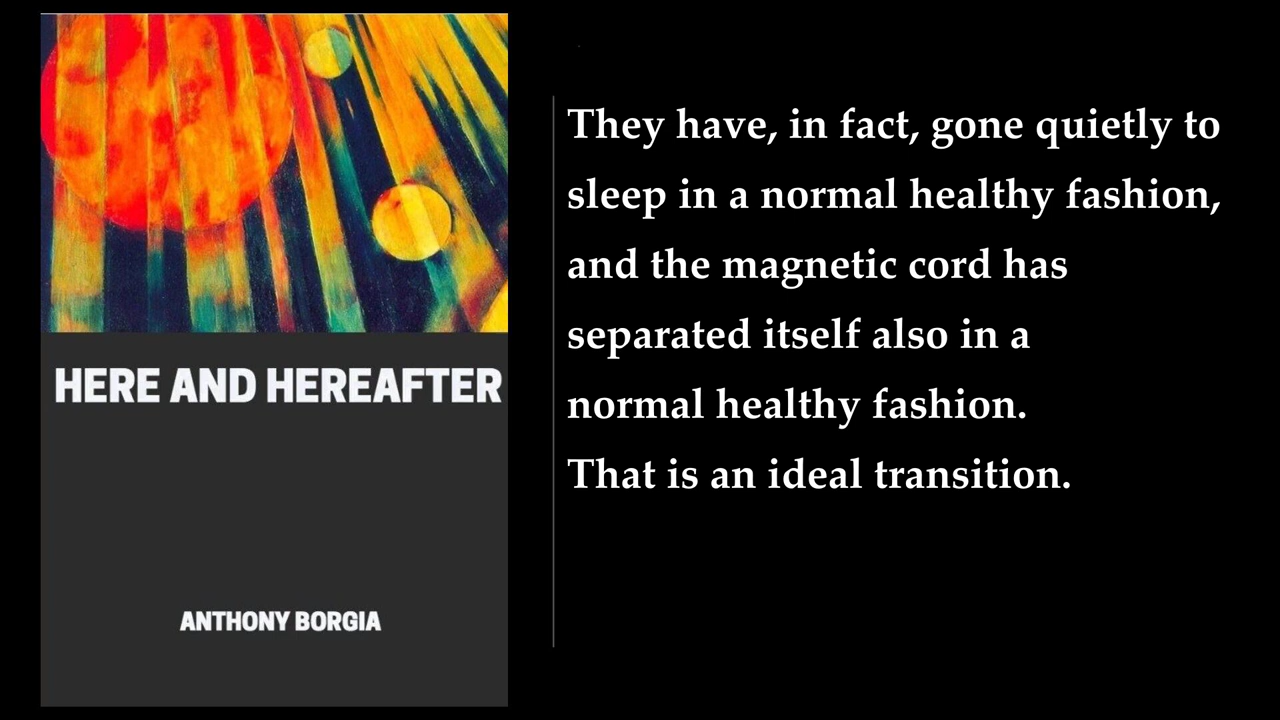 HERE AND HEREAFTER
ANTHONY BORGIA
They have, in fact, gone quietly to
sleep in a normal healthy fashion,
and the magnetic cord has
separated itself also in a
normal healthy fashion.
That is an ideal transition.